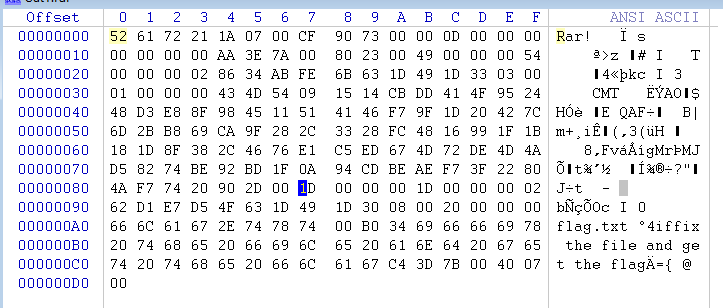 Offset 0 1 2 3 4 5 6 7 8 9 A B C D E F ANSI ASCII
00000000 52 61 72 21 1A 07 00 CF 90 73 00 00 0D 00 00 00 Rar! Ï s
00000010 00 00 00 00 AA 3E 7A 00 80 23 00 49 00 00 00 54 ª>z #I T
00000020 00 00 00 02 86 34 AB FE 6B 63 1D 49 1D 33 03 00 4«þkc I 3
00000030 01 00 00 00 43 4D 54 09 15 14 CB DD 41 4F 95 24 CMT ËÝAO $
00000040 48 D3 E8 8F 98 45 11 51 41 46 F7 9F 1D 20 42 7C HÓè E QAF÷ B|
00000050 6D 2B B8 69 CA 9F 28 2C 33 28 FC 48 16 99 1F 1B m+¸iÊ (,3(üH
00000060 18 1D 8F 38 2C 46 76 E1 C5 ED 67 4D 72 DE 4D 4A 8,FváÅigMrÞMJ
00000070 D5 82 74 BE 92 BD 1F 0A 94 CD BE AE F7 3F 22 80 Õ t¾ ½ Í¾®÷?"
00000080 4A F7 74 20 90 2D 00 1D 00 00 00 00 1D 00 00 00 02 J÷t -
00000090 62 D1 E7 D5 4F 63 1D 49 1D 30 08 00 20 00 00 00 bÑçÕOc I 0
000000A0 66 6C 61 67 2E 74 78 74 00 B0 34 69 66 66 69 78 flag.txt °4iffix
000000B0 20 74 68 65 20 66 69 6C 65 20 61 6E 64 20 67 65 the file and ge
000000C0 74 20 74 68 65 20 66 6C 61 67 C4 3D 7B 00 40 07 t the flagÄ={ @
000000D0 00